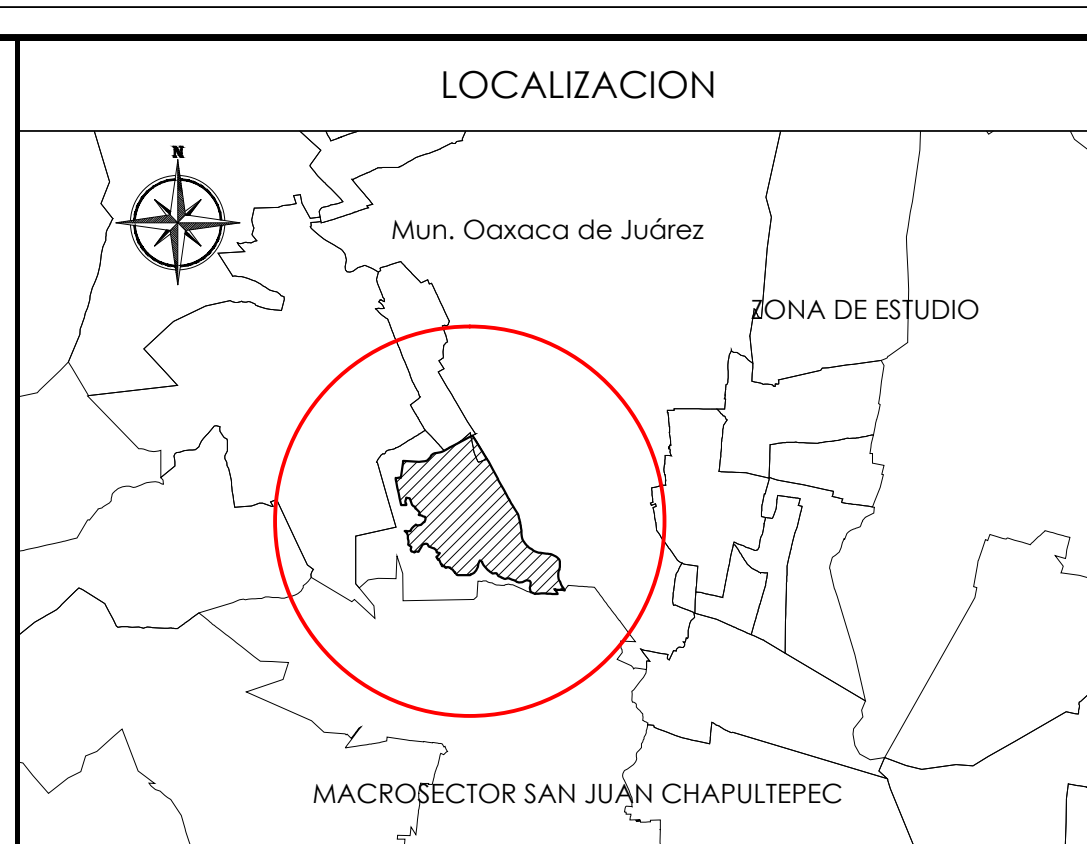 LOCALIZACION
N
Mun. Oaxaca de Juárez
ZONA DE ESTUDIO
MACROSECTOR SAN JUAN CHAPULTEPEC